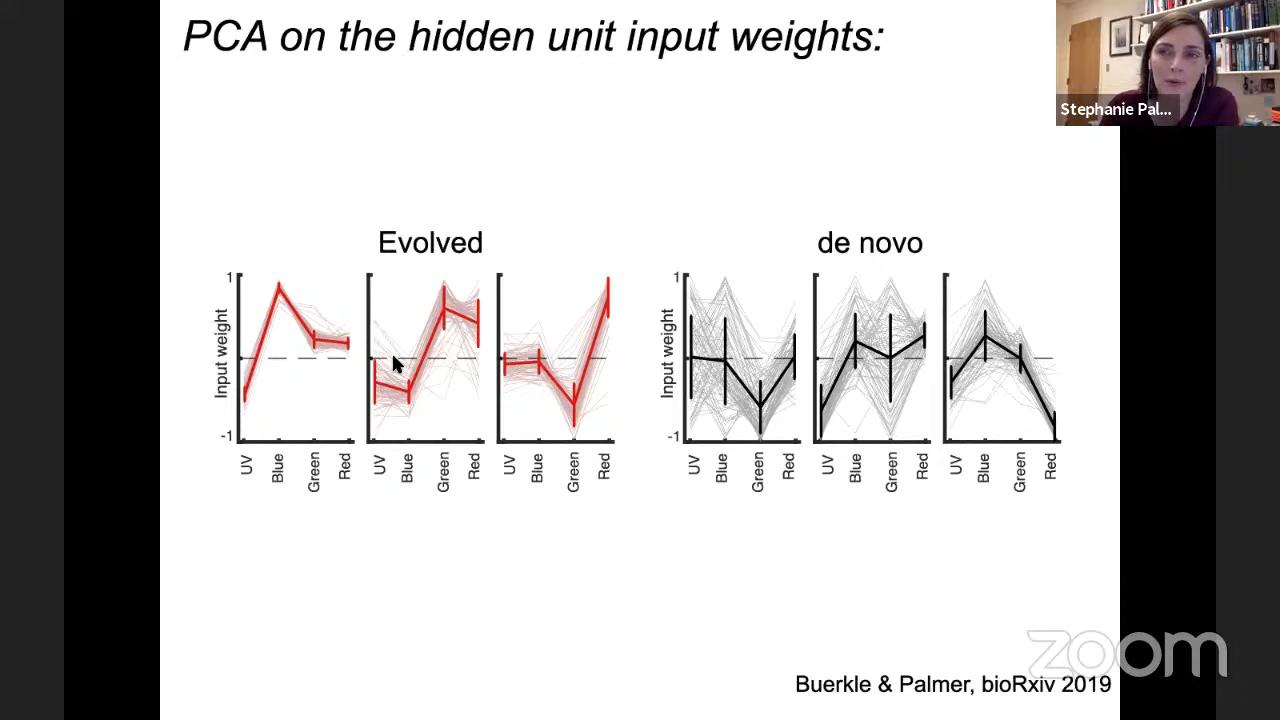 PCA on the hidden unit input weights:
Stephanie Pal...
Evolved
de novo
1
Input weight
-1
UV
Blue
Green
Red
UV
Blue
Green
Red
UV
Blue
Green
Red
1
Input weight
-1
UV
Blue
Green
Red
UV
Blue
Green
Red
UV
Blue
Green
Red
zoom
Buerkle & Palmer, bioRxiv 2019